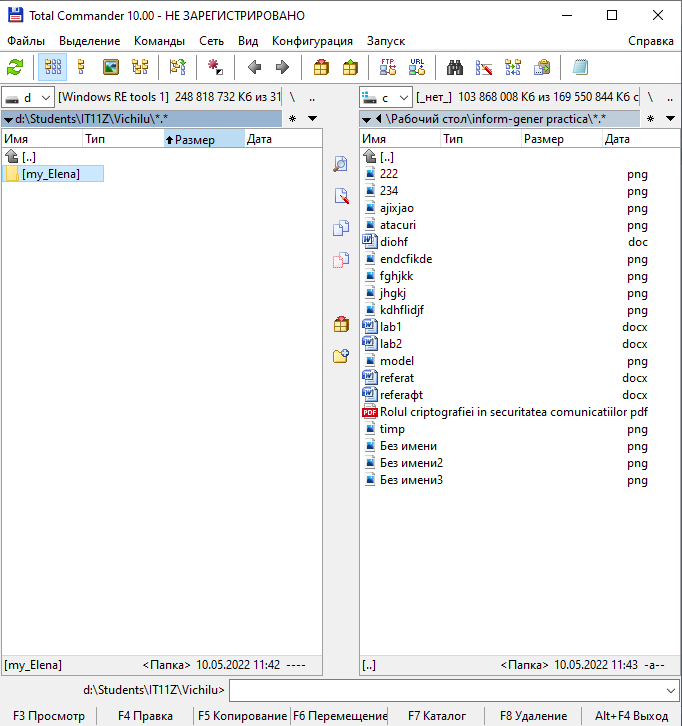 Total Commander 10.00 - НЕ ЗАРЕГИСТРИРОВАНО
Файлы Выделение Команды Сеть Вид Конфигурация Запуск Справка
FTP URL
d [Windows RE tools 1] 248 818 732 Кб из 31 \ .. c [_нет_] 103 868 008 Кб из 169 550 844 Кб с \ ..
d:\Students\IT11Z\Vichilu\*.* * \Рабочий стол\inform-gener practica\*.* *
Имя Тип Размер Дата Имя Тип Размер Дата
[..] [..]
[my_Elena] 222 png
234 png
ajixjao png
atacuri png
diohf doc
endcfikde png
fghjkk png
jhgkj png
kdhflidjf png
lab1 docx
lab2 docx
model png
referat docx
referaфt docx
PDF Rolul criptografiei in securitatea comunicatiilor pdf
timp png
Без имени png
Без имени2 png
Без имени3 png
[my_Elena] <Папка> 10.05.2022 11:42 ---- [..] <Папка> 10.05.2022 11:43 -a--
d:\Students\IT11Z\Vichilu>
F3 Просмотр F4 Правка F5 Копирование F6 Перемещение F7 Каталог F8 Удаление Alt+F4 Выход